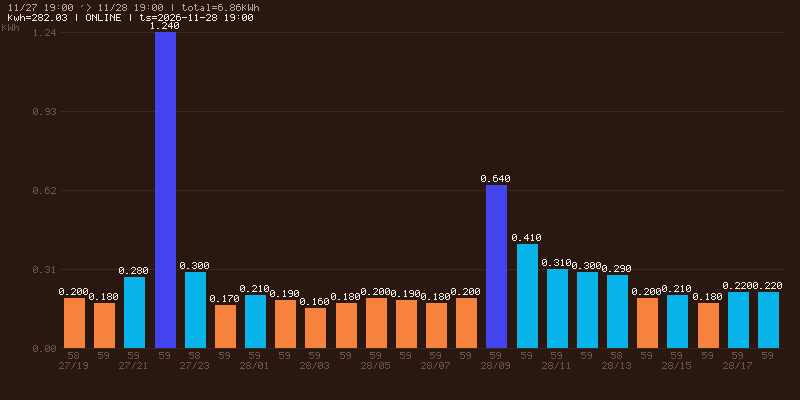 11/27 19:00 -> 11/28 19:00 | total=6.86kWh
Kwh=282.03 | ONLINE | ts=2026-11-28 19:00
kWh
1.24
0.93
0.62
0.31
0.00
0.200 0.180 0.280 1.240 0.300 0.170 0.210 0.190 0.160 0.180 0.200 0.190 0.180 0.200 0.640 0.410 0.310 0.300 0.290 0.200 0.210 0.180 0.220 0.220
58 59 59 59 58 59 59 59 59 59 59 59 59 59 59 59 59 59 58 59 59 59 59 59
27/19 27/21 27/23 28/01 28/03 28/05 28/07 28/09 28/11 28/13 28/15 28/17